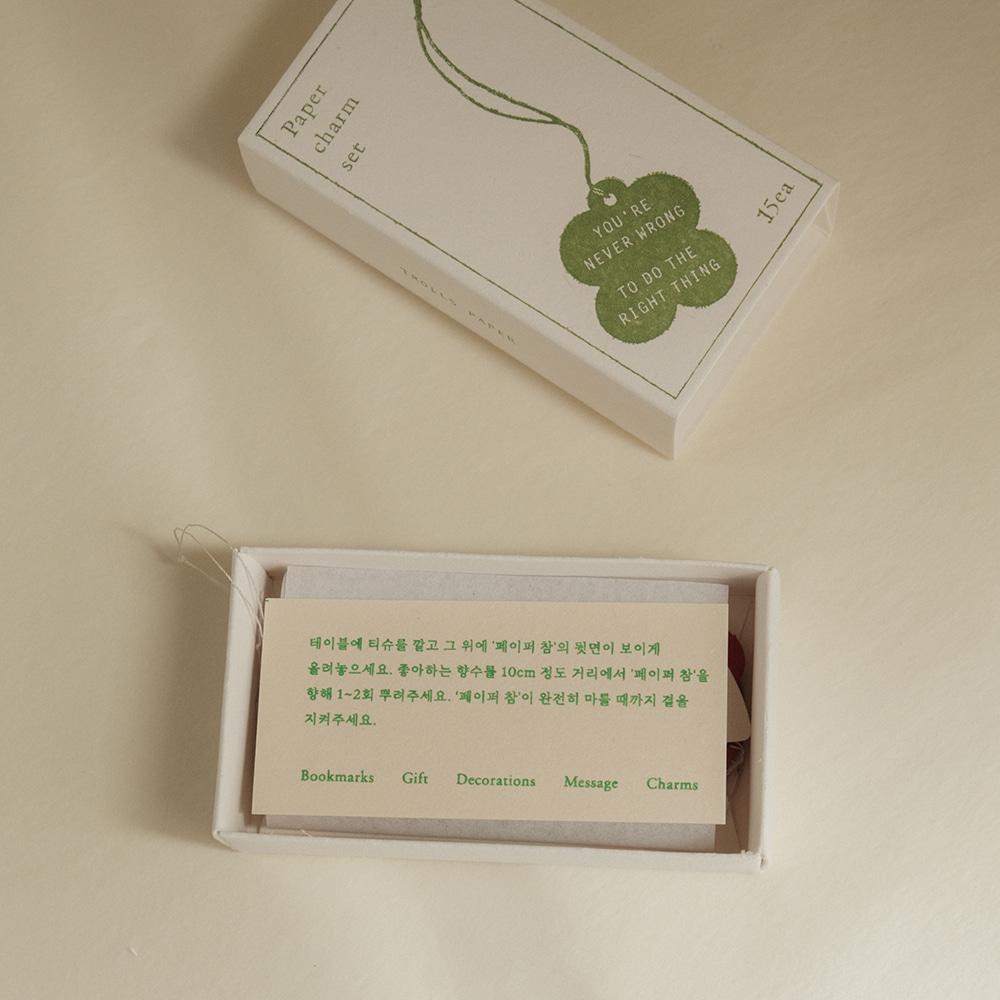 Paper
charm
set
15ea
YOU'RE
NEVER WRONG
TO DO THE
RIGHT THING
TROLLS PAPER
테이블에 티슈를 깔고 그 위에 '페이퍼 참'의 뒷면이 보이게
올려놓으세요. 좋아하는 향수를 10cm 정도 거리에서 '페이퍼 참'을
향해 1~2회 뿌려주세요. '페이퍼 참'이 완전히 마를 때까지 곁을
지켜주세요.
Bookmarks Gift Decorations Message Charms